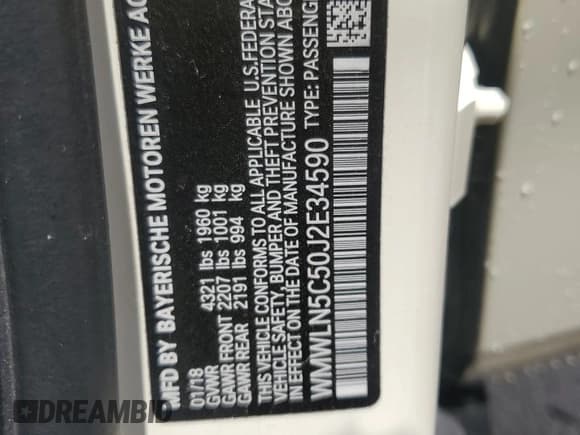 MFD BY BAYERISCHE MOTOREN WERKE AG
01/18
GVWR 4321 lbs 1960 kg
GAWR FRONT 2207 lbs 1001 kg
GAWR REAR 2191 lbs 994 kg
THIS VEHICLE CONFORMS TO ALL APPLICABLE U.S. FEDERAL
VEHICLE SAFETY, BUMPER AND THEFT PREVENTION
IN EFFECT ON THE DATE OF MANUFACTURE SHOWN
WMWLN5C50J2E34590 TYPE:
DREAMBID